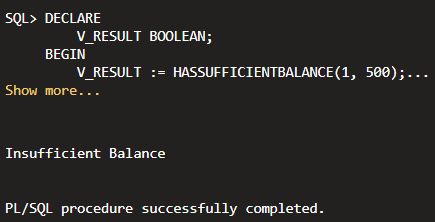 SQL> DECLARE
V_RESULT BOOLEAN;
BEGIN
V_RESULT := HASSUFFICIENTBALANCE(1, 500);...
Show more...
Insufficient Balance
PL/SQL procedure successfully completed.